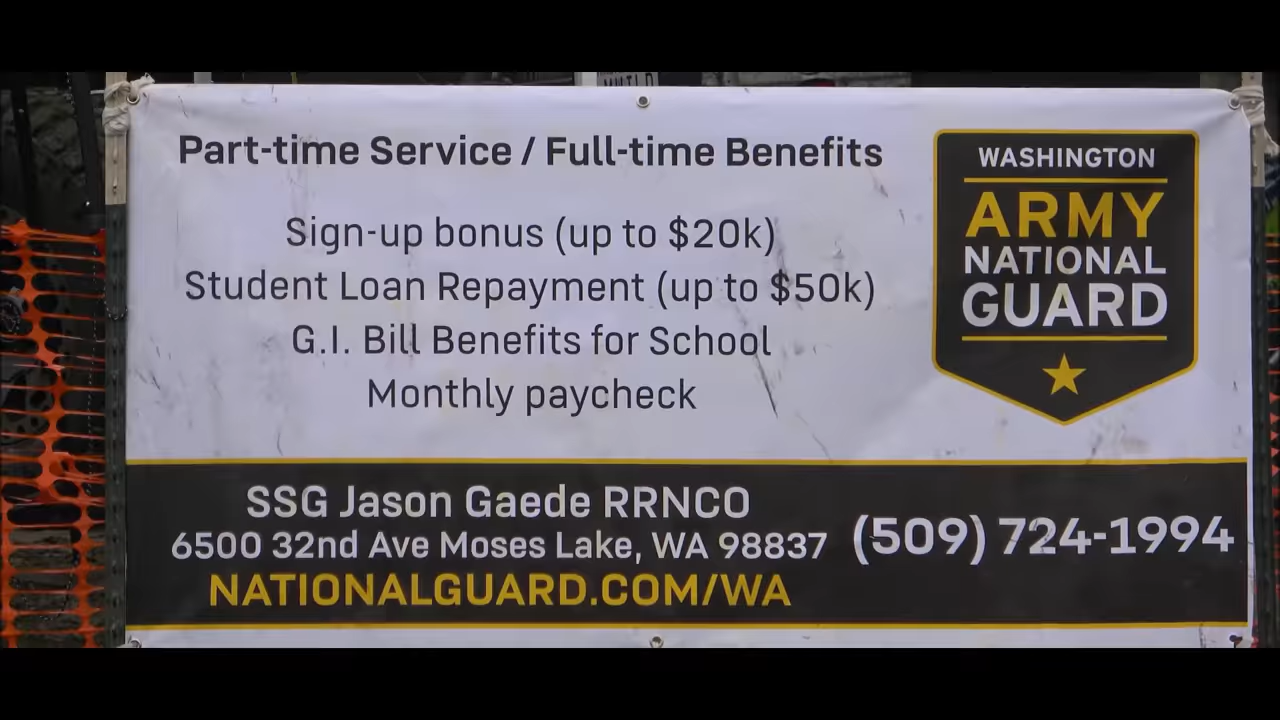 Part-time Service / Full-time Benefits
Sign-up bonus (up to $20k)
Student Loan Repayment (up to $50k)
G.I. Bill Benefits for School
Monthly paycheck
WASHINGTON
ARMY
NATIONAL
GUARD
SSG Jason Gaede RRNCO
6500 32nd Ave Moses Lake, WA 98837
NATIONALGUARD.COM/WA
(509) 724-1994